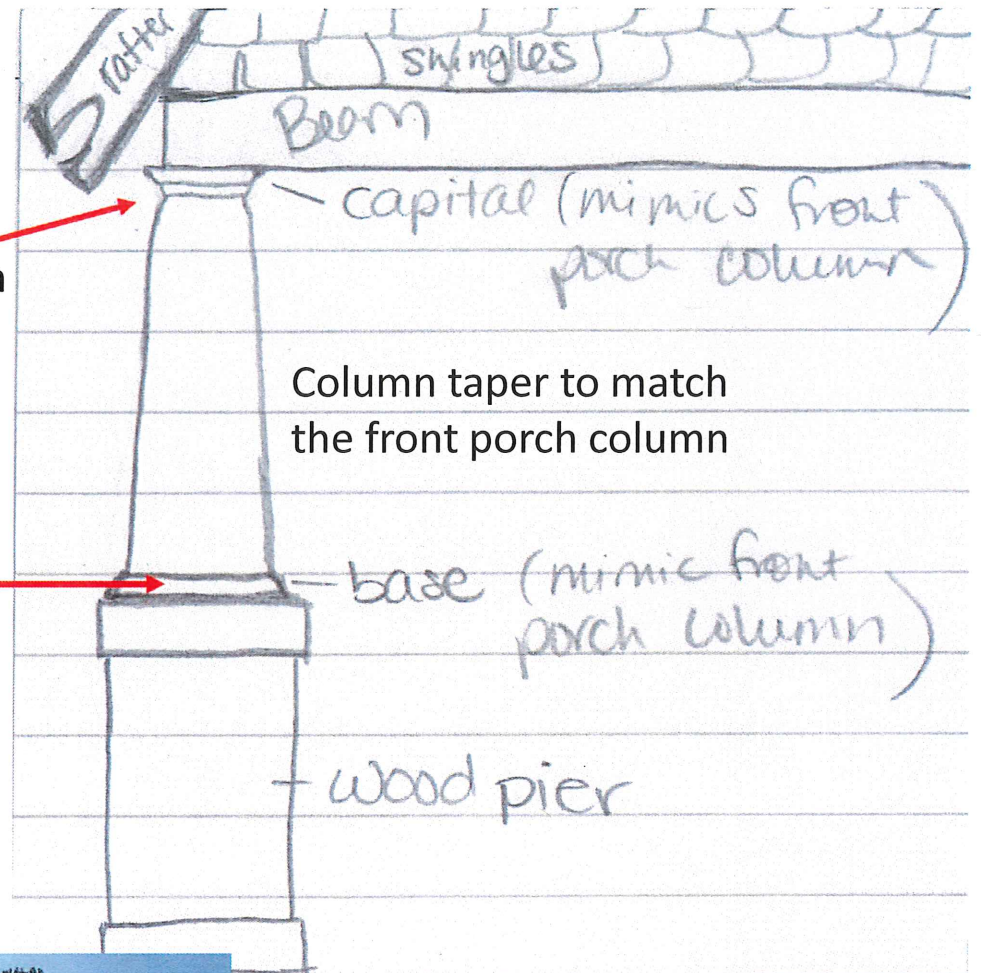 rafter
shingles
Beam
capital (mimics front
porch column)
Column taper to match
the front porch column
base (mimic front
porch column)
wood pier